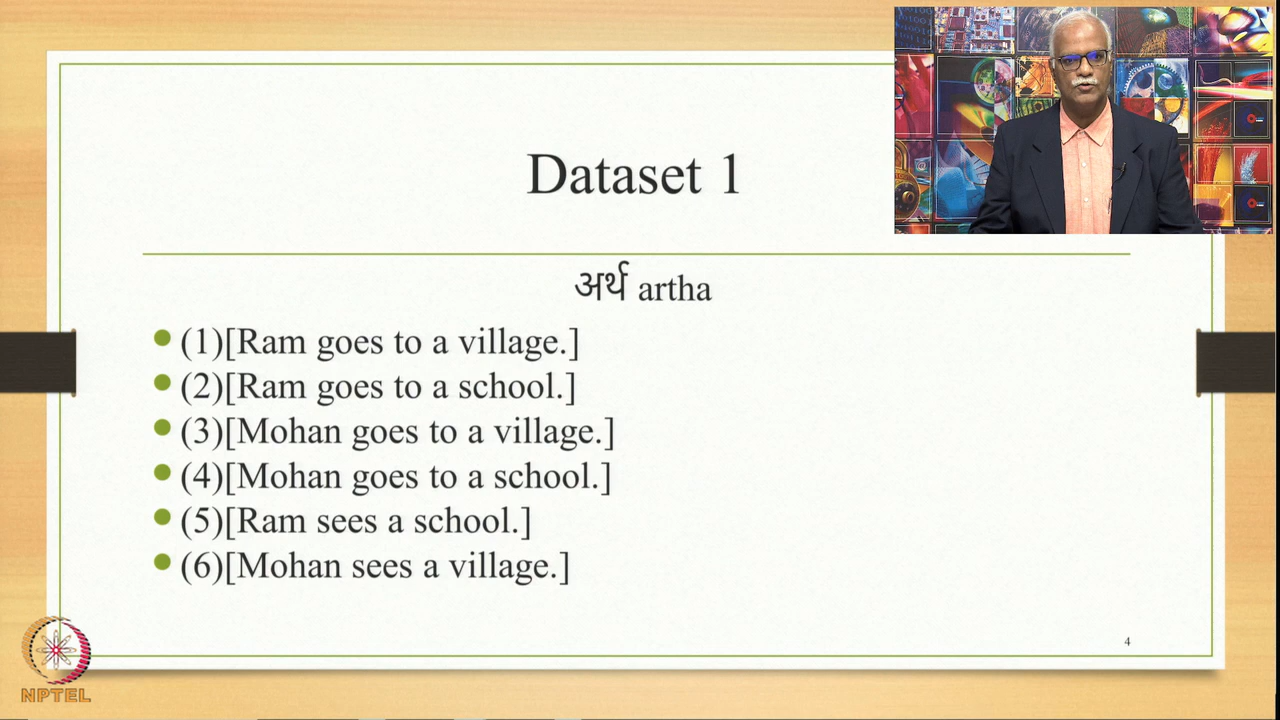 Dataset 1
अर्थ artha
(1)[Ram goes to a village.]
(2)[Ram goes to a school.]
(3)[Mohan goes to a village.]
(4)[Mohan goes to a school.]
(5)[Ram sees a school.]
(6)[Mohan sees a village.]
4
NPTEL